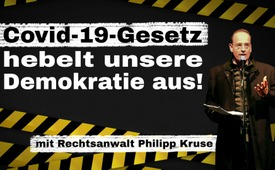 Covid-19-Gesetz
hebelt unsere
Demokratie aus!
mit Rechtsanwalt Philipp Kruse